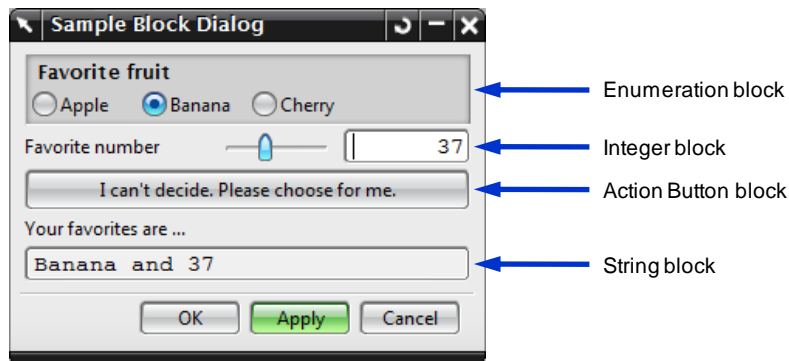 Sample Block Dialog
Favorite fruit
Apple Banana Cherry
Enumeration block
Favorite number 37
Integer block
I can't decide. Please choose for me.
Action Button block
Your favorites are ...
Banana and 37
String block
OK Apply Cancel